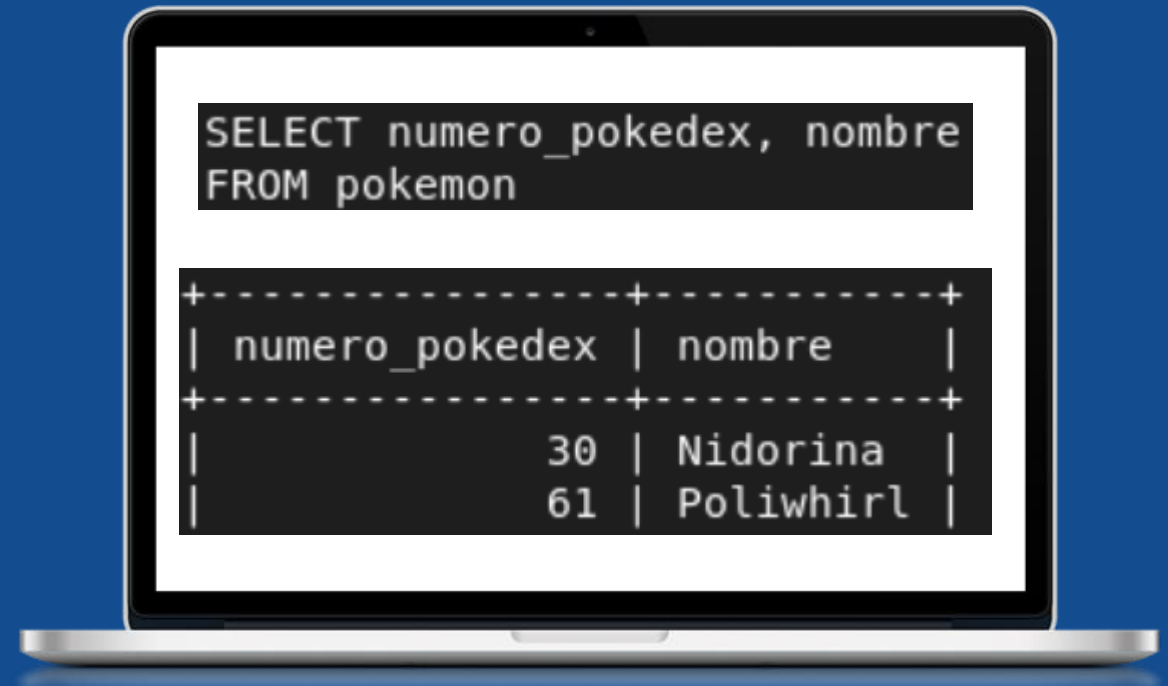 SELECT numero_pokedex, nombre
FROM pokemon
+-----------------+-----------+
| numero_pokedex | nombre |
+-----------------+-----------+
| 30 | Nidorina |
| 61 | Poliwhirl |